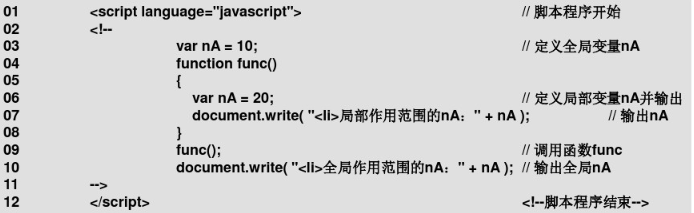 01 <script language="javascript"> // 脚本程序开始
02 <!--
03 var nA = 10; // 定义全局变量nA
04 function func()
05 {
06 var nA = 20; // 定义局部变量nA并输出
07 document.write( "<li>局部作用范围的nA：" + nA ); // 输出nA
08 }
09 func(); // 调用函数func
10 document.write( "<li>全局作用范围的nA：" + nA ); // 输出全局nA
11 -->
12 </script> <!--脚本程序结束-->